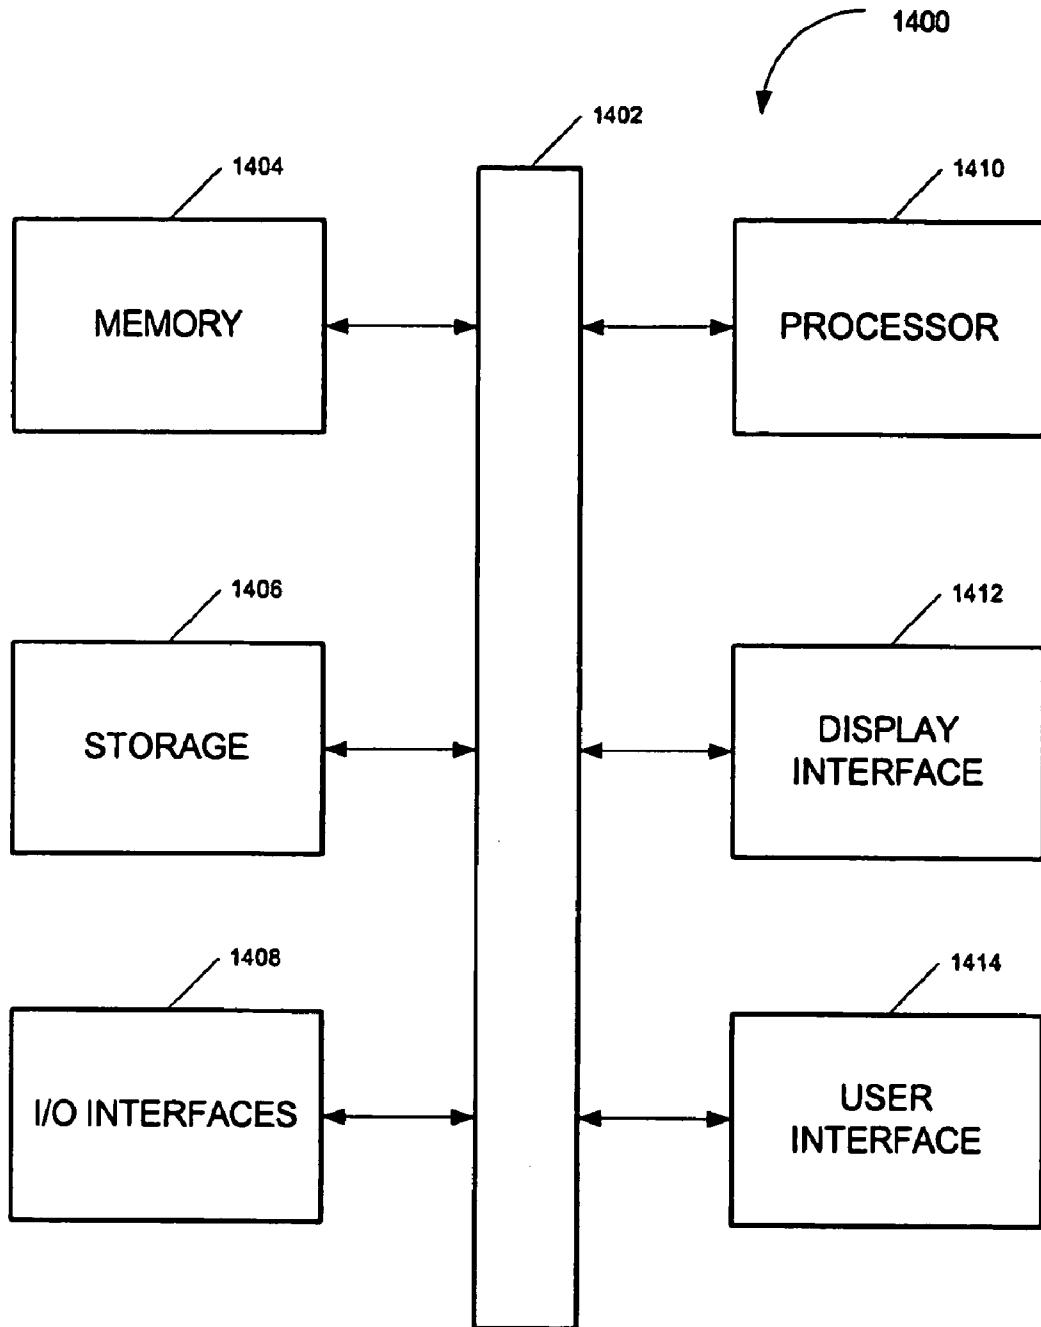 1400
1402
1404
1410
MEMORY
PROCESSOR
1406
1412
STORAGE
DISPLAY
INTERFACE
1408
1414
I/O INTERFACES
USER
INTERFACE